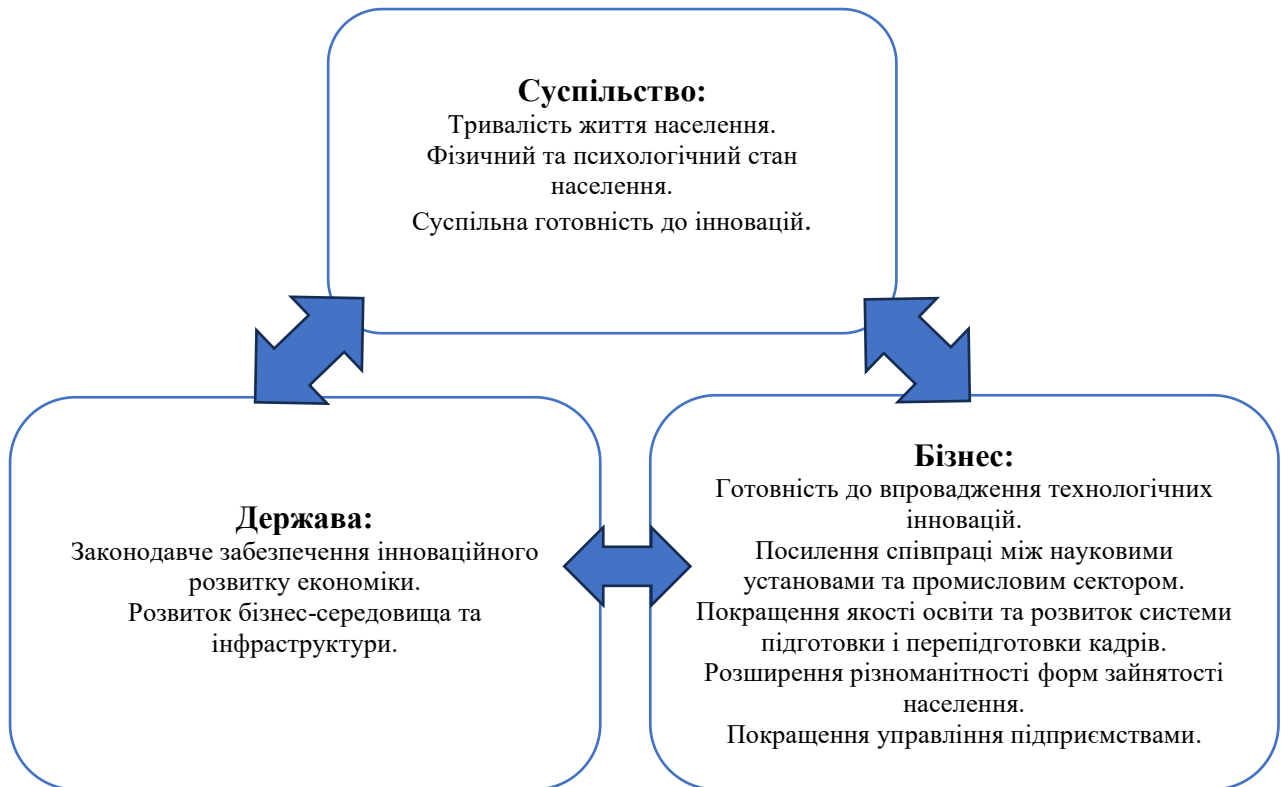 Суспільство:
Тривалість життя населення.
Фізичний та психологічний стан
населення.
Суспільна готовність до інновацій.
Держава:
Законодавче забезпечення інноваційного
розвитку економіки.
Розвиток бізнес-середовища та
інфраструктури.
Бізнес:
Готовність до впровадження технологічних
інновацій.
Посилення співпраці між науковими
установами та промисловим сектором.
Покращення якості освіти та розвиток системи
підготовки і перепідготовки кадрів.
Розширення різноманітності форм зайнятості
населення.
Покращення управління підприємствами.